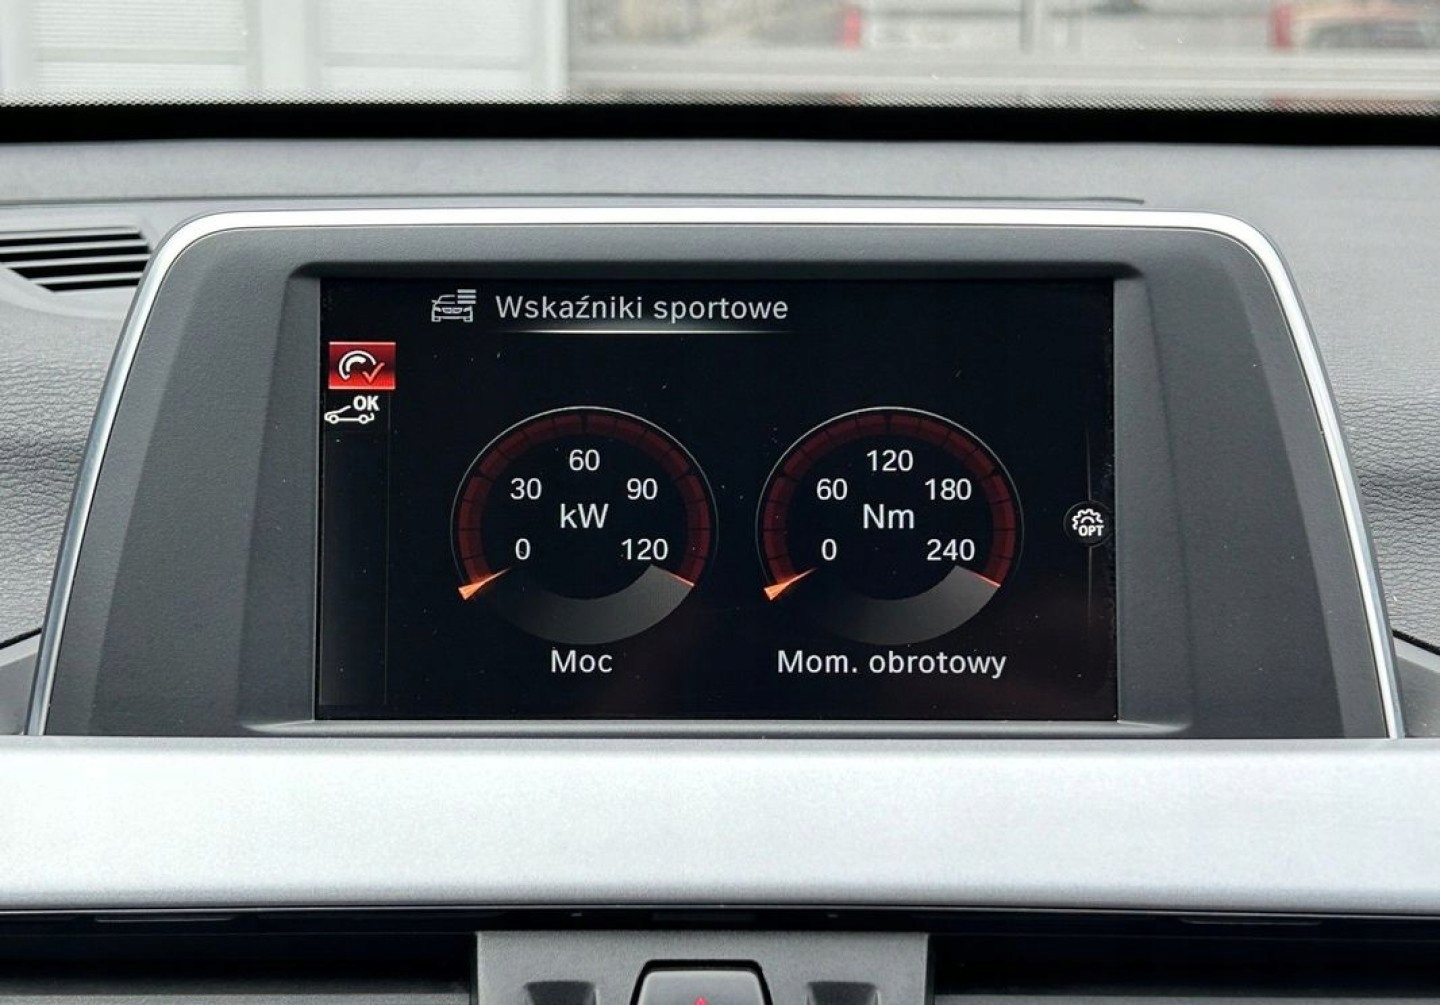 Wskaźniki sportowe
OK
60
30 90
kW
0 120
Moc
120
60 180
Nm
0 240
Mom. obrotowy
OPT